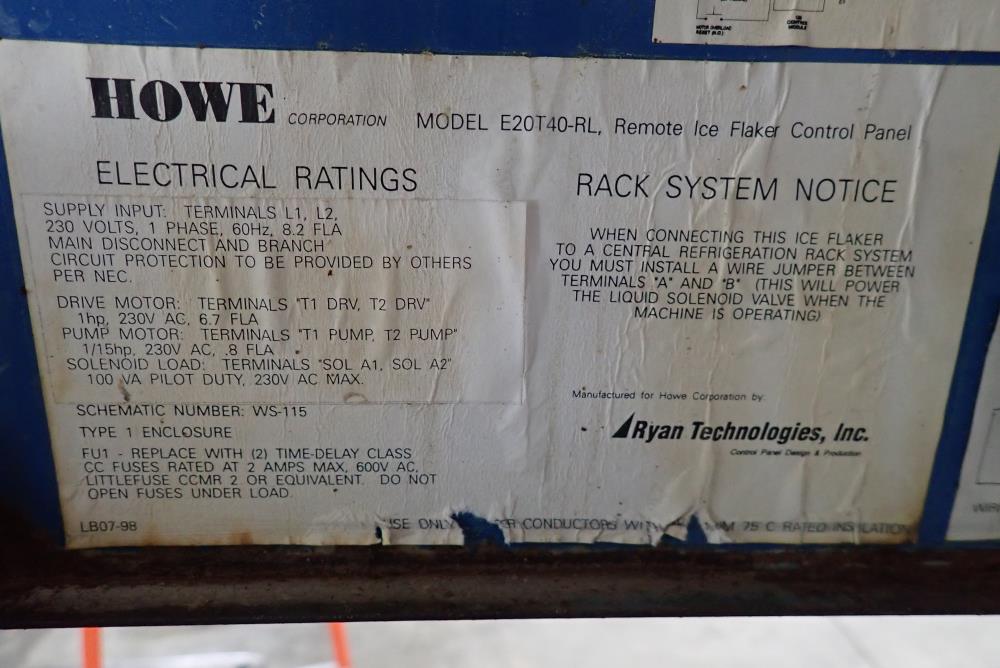 MOTOR OVERLOAD
RESET (N.O.)
CONTROL
MODULE
HOWE CORPORATION MODEL E20T40-RL, Remote Ice Flaker Control Panel
ELECTRICAL RATINGS
SUPPLY INPUT: TERMINALS L1, L2,
230 VOLTS, 1 PHASE, 60Hz, 8.2 FLA
MAIN DISCONNECT AND BRANCH
CIRCUIT PROTECTION TO BE PROVIDED BY OTHERS
PER NEC.
DRIVE MOTOR: TERMINALS "T1 DRV, T2 DRV"
1hp, 230V AC, 6.7 FLA
PUMP MOTOR: TERMINALS "T1 PUMP, T2 PUMP"
1/15hp, 230V AC, .8 FLA
SOLENOID LOAD: TERMINALS "SOL A1, SOL A2"
100 VA PILOT DUTY, 230V AC MAX.
SCHEMATIC NUMBER: WS-115
TYPE 1 ENCLOSURE
FU1 - REPLACE WITH (2) TIME-DELAY CLASS
CC FUSES RATED AT 2 AMPS MAX, 600V AC,
LITTLEFUSE CCMR 2 OR EQUIVALENT. DO NOT
OPEN FUSES UNDER LOAD.
LB07-98
RACK SYSTEM NOTICE
WHEN CONNECTING THIS ICE FLAKER
TO A CENTRAL REFRIGERATION RACK SYSTEM
YOU MUST INSTALL A WIRE JUMPER BETWEEN
TERMINALS "A" AND "B" (THIS WILL POWER
THE LIQUID SOLENOID VALVE WHEN THE
MACHINE IS OPERATING)
Manufactured for Howe Corporation by:
Ryan Technologies, Inc.
Control Panel Design & Production
USE ONLY CONDUCTORS 75 C RATED INSULATION